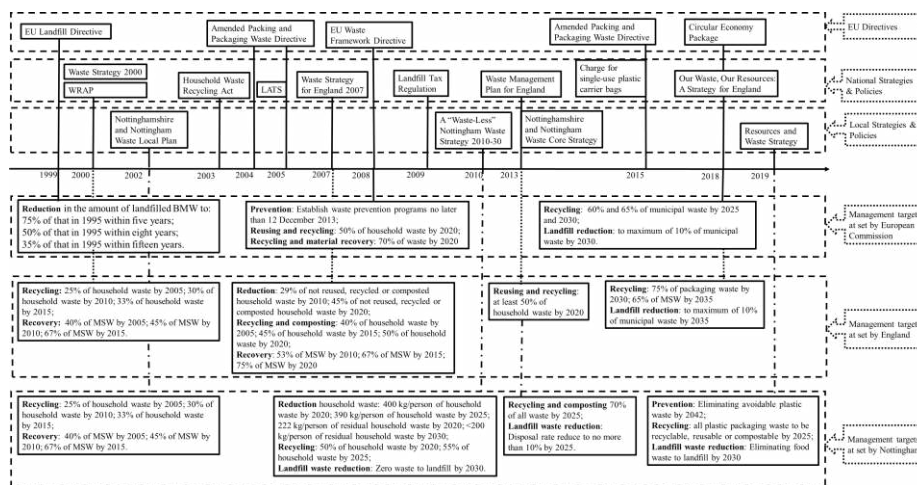 EU Landfill Directive
Amended Packing and
Packaging Waste Directive
EU Waste
Framework Directive
Amended Packing and
Packaging Waste Directive
Circular Economy
Package
EU Directives
Waste Strategy 2000
WRAP
Household Waste
Recycling Act
LATS
Waste Strategy
for England 2007
Landfill Tax
Regulation
Waste Management
Plan for England
Charge for
single-use plastic
carrier bags
Our Waste, Our Resources:
A Strategy for England
National Strategies
& Policies
Nottinghamshire
and Nottingham
Waste Local Plan
A "Waste-Less"
Nottingham Waste
Strategy 2010-30
Nottinghamshire
and Nottingham
Waste Core Strategy
Resources and
Waste Strategy
Local Strategies &
Policies
1999
2000
2002
2003
2004
2005
2007
2008
2009
2010
2013
2015
2018
2019
Reduction in the amount of landfilled BMW to:
75% of that in 1995 within five years;
50% of that in 1995 within eight years;
35% of that in 1995 within fifteen years.
Prevention: Establish waste prevention programs no later
than 12 December 2013;
Reusing and recycling: 50% of household waste by 2020;
Recycling and material recovery: 70% of waste by 2020
Recycling: 60% and 65% of municipal waste by 2025
and 2030;
Landfill reduction: to maximum of 10% of municipal
waste by 2030.
Management target
at set by European
Commission
Recycling: 25% of household waste by 2005; 30% of
household waste by 2010; 33% of household waste
by 2015;
Recovery: 40% of MSW by 2005; 45% of MSW by
2010; 67% of MSW by 2015.
Reduction: 29% of not reused, recycled or composted
household waste by 2010; 45% of not reused, recycled or
composted household waste by 2020;
Recycling and composting: 40% of household waste by
2005; 45% of household waste by 2015; 50% of household
waste by 2020;
Recovery: 53% of MSW by 2010; 67% of MSW by 2015;
75% of MSW by 2020
Reusing and recycling:
at least 50% of
household waste by 2020
Recycling: 75% of packaging waste by
2030; 65% of MSW by 2035
Landfill reduction: to maximum of 10%
of municipal waste by 2035
Management target
at set by England
Recycling: 25% of household waste by 2005; 30% of
household waste by 2010; 33% of household waste
by 2015;
Recovery: 40% of MSW by 2005; 45% of MSW by
2010; 67% of MSW by 2015.
Reduction household waste: 400 kg/person of household
waste by 2020; 390 kg/person of household waste by 2025;
222 kg/person of residual household waste by 2020; <200
kg/person of residual household waste by 2030;
Recycling: 50% of household waste by 2020; 55% of
household waste by 2025;
Landfill waste reduction: Zero waste to landfill by 2030.
Recycling and composting 70%
of all waste by 2025;
Landfill waste reduction:
Disposal rate reduce to no more
than 10% by 2025.
Prevention: Eliminating avoidable plastic
waste by 2042;
Recycling: all plastic packaging waste to be
recyclable, reusable or compostable by 2025;
Landfill waste reduction: Eliminating food
waste to landfill by 2030
Management target
at set by Nottingham